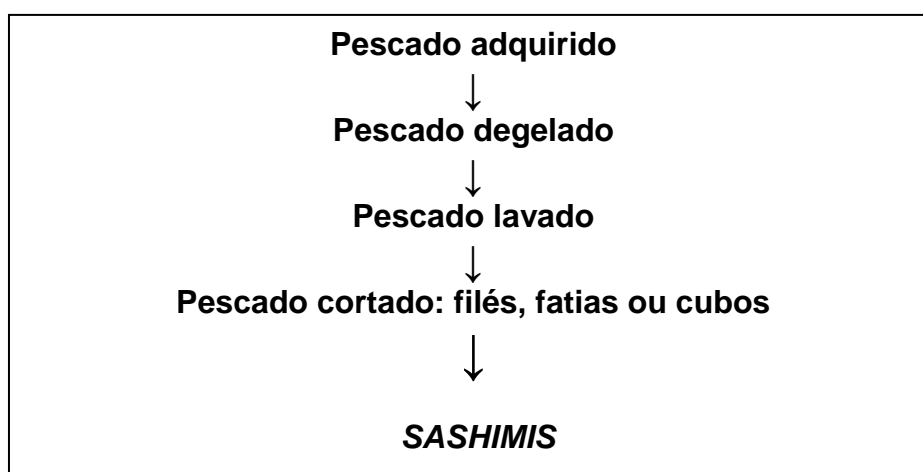 Pescado adquirido
↓
Pescado degelado
↓
Pescado lavado
↓
Pescado cortado: filés, fatias ou cubos
↓
SASHIMIS